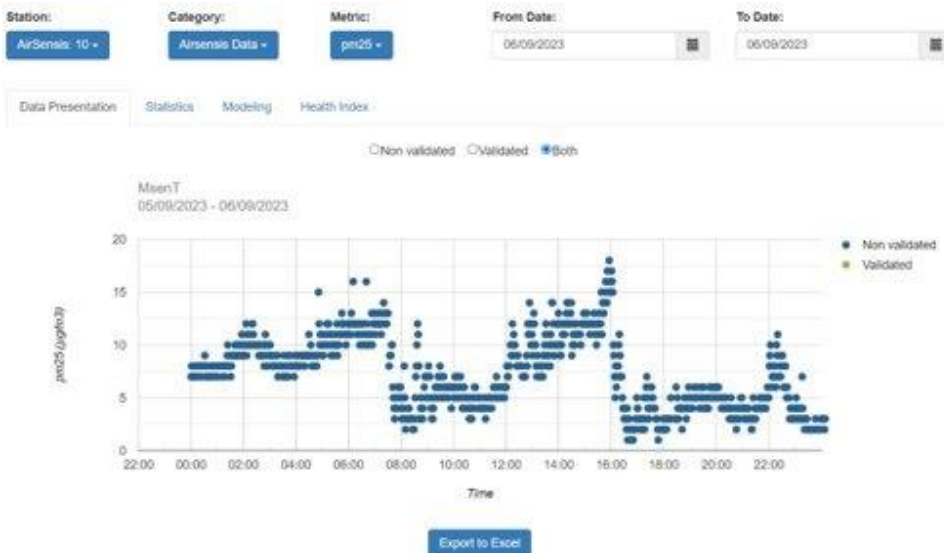 Station: Category: Metric: From Date: To Date:
AirSensis: 10 Airsensis Data pm25 06/09/2023 06/09/2023
Data Presentation Statistics Modeling Health Index
Non validated Validated Both
MsenT
05/09/2023 - 06/09/2023
20
15
10
5
0
pm25 (yg/m3)
Non validated
Validated
22:00 00:00 02:00 04:00 06:00 08:00 10:00 12:00 14:00 16:00 18:00 20:00 22:00
Time
Export to Excel